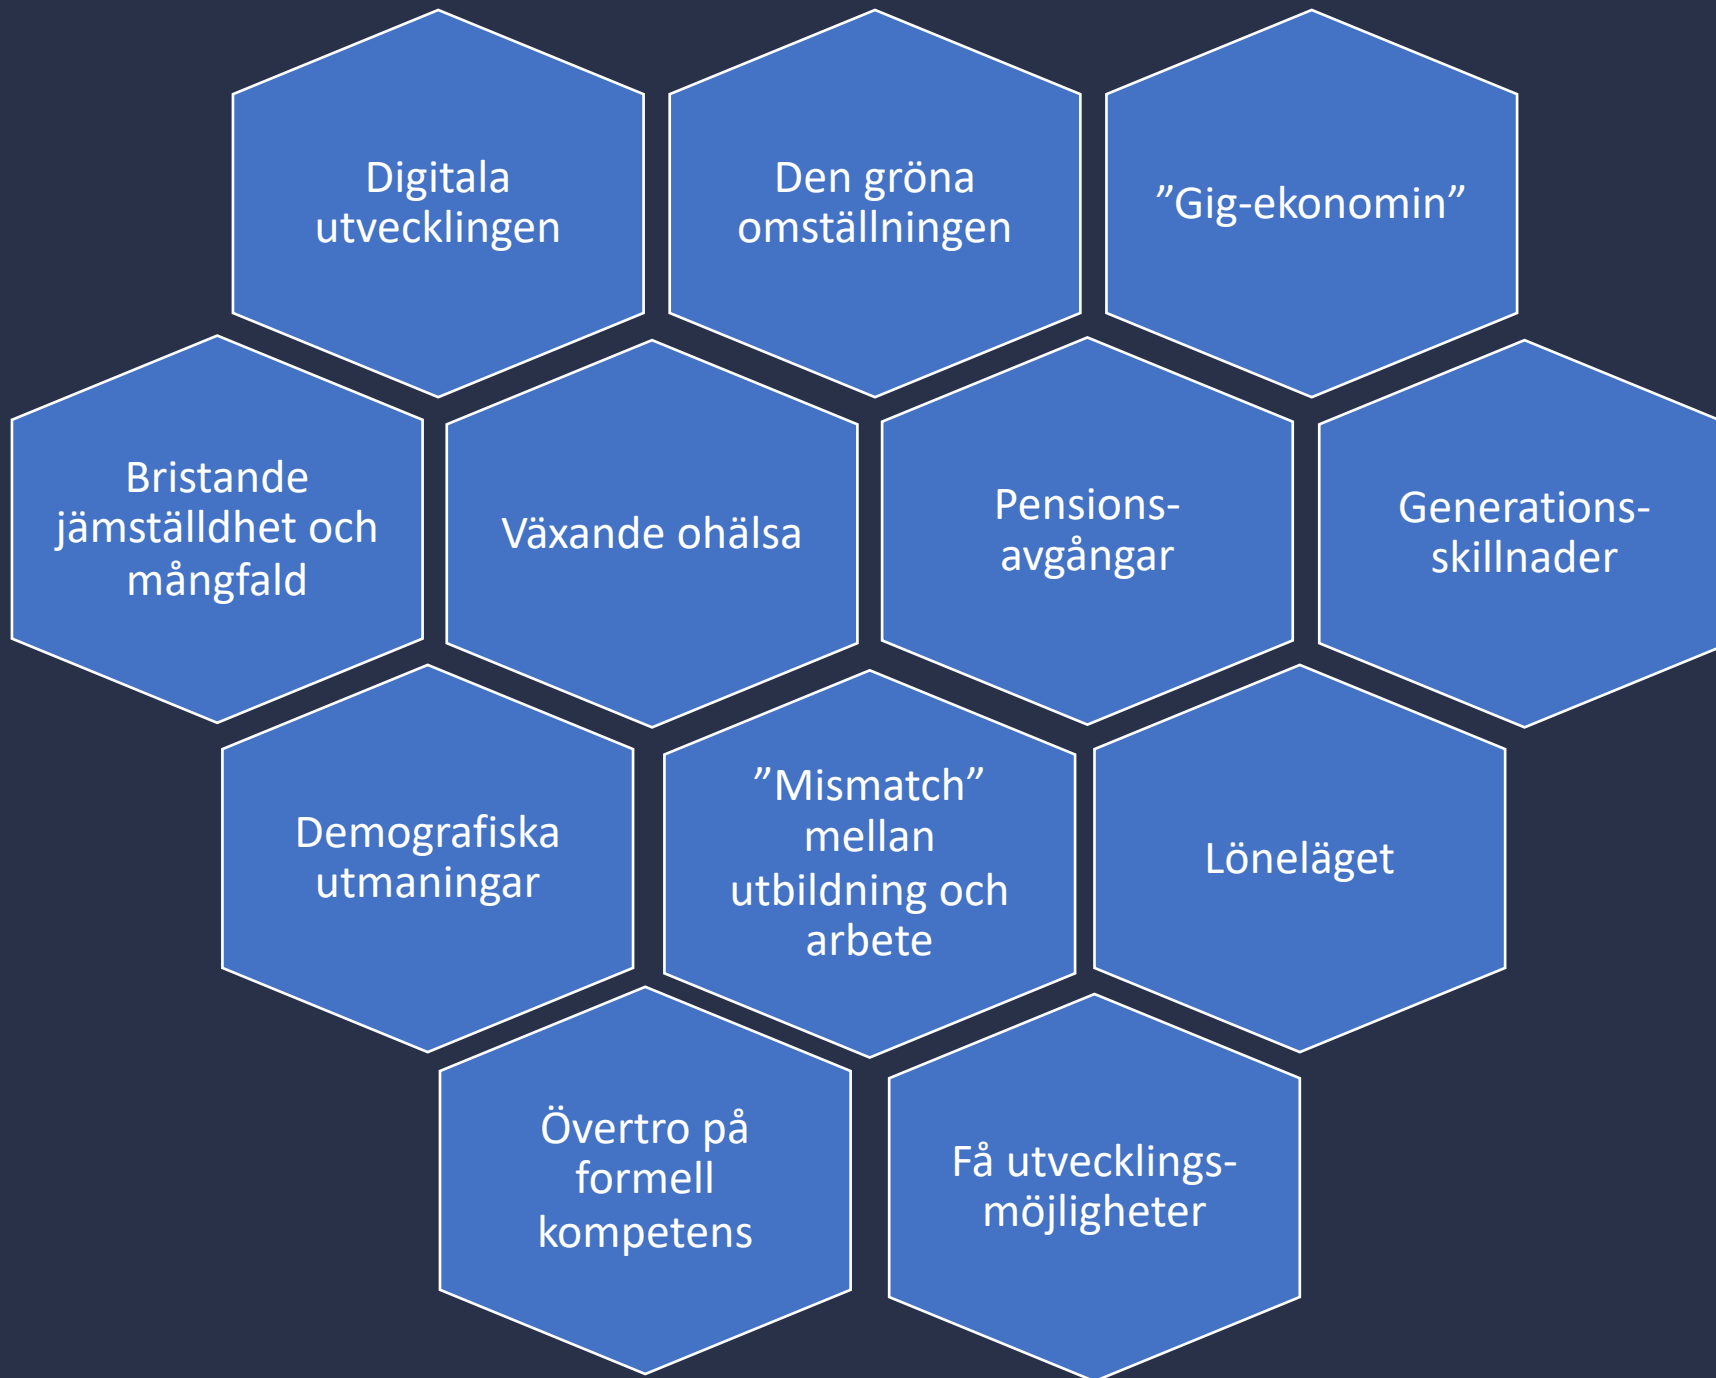 Digitala
utvecklingen
Den gröna
omställningen
”Gig-ekonomin”
Bristande
jämställdhet och
mångfald
Växande ohälsa
Pensions-
avgångar
Generations-
skillnader
Demografiska
utmaningar
”Mismatch”
mellan
utbildning och
arbete
Löneläget
Övertro på
formell
kompetens
Få utvecklings-
möjligheter